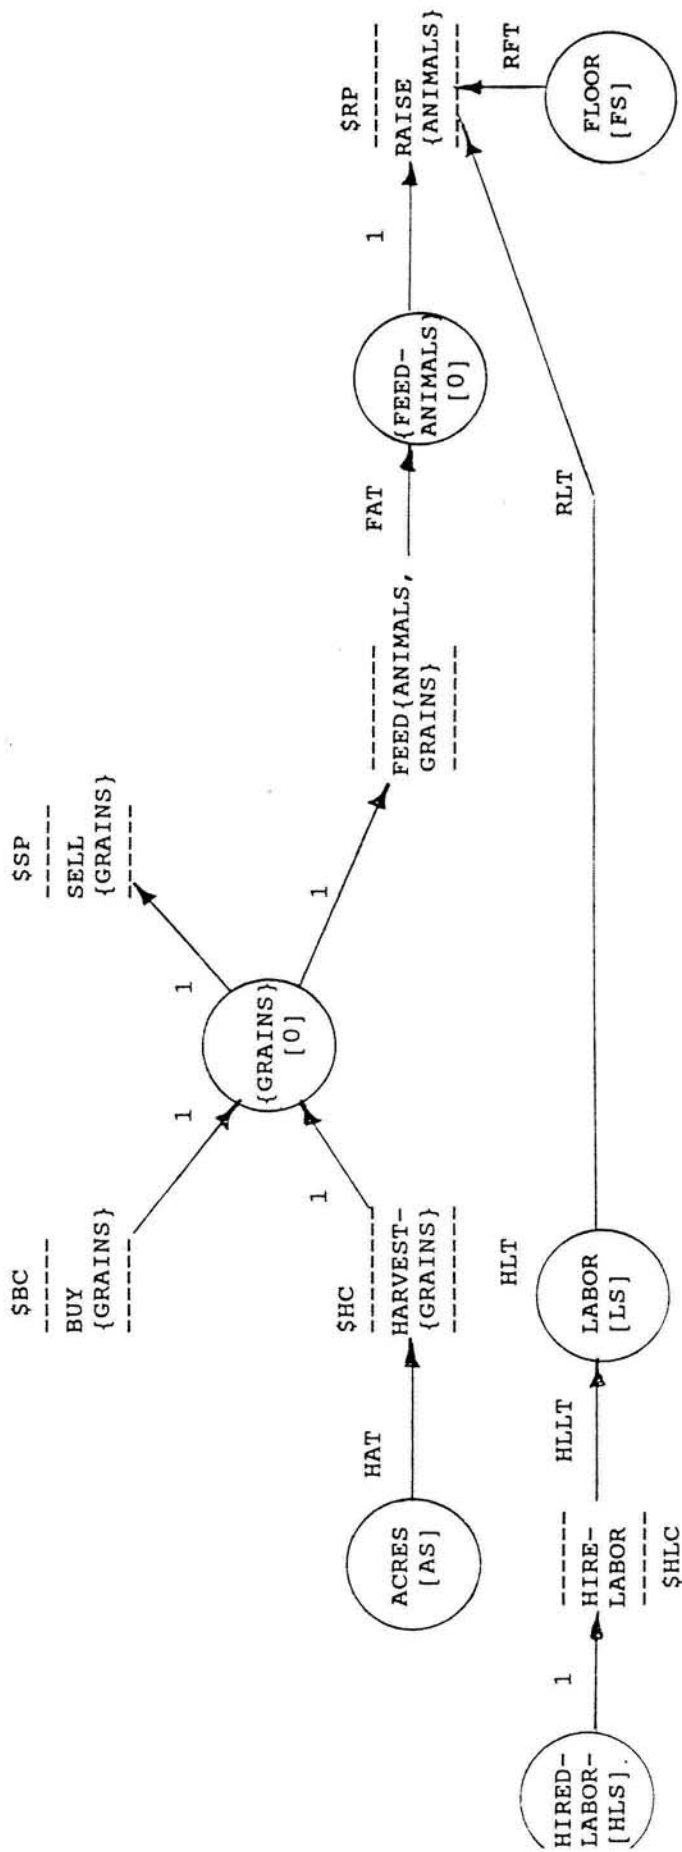 $BC
------
BUY
{GRAINS}
------
1
$SP
------
SELL
{GRAINS}
------
1
{GRAINS}
[0]
ACRES
[AS]
HAT
$HC
------
HARVEST-
{GRAINS}
------
1
1
------
FEED{ANIMALS,
GRAINS}
------
FAT
{FEED-
ANIMALS}
[0]
1
$RP
------
RAISE
{ANIMALS}
------
HIRED-
LABOR-
[HLS].
1
------
HIRE-
LABOR
------
$HLC
HLLT
HLT
LABOR
[LS]
RLT
RFT
FLOOR
[FS]